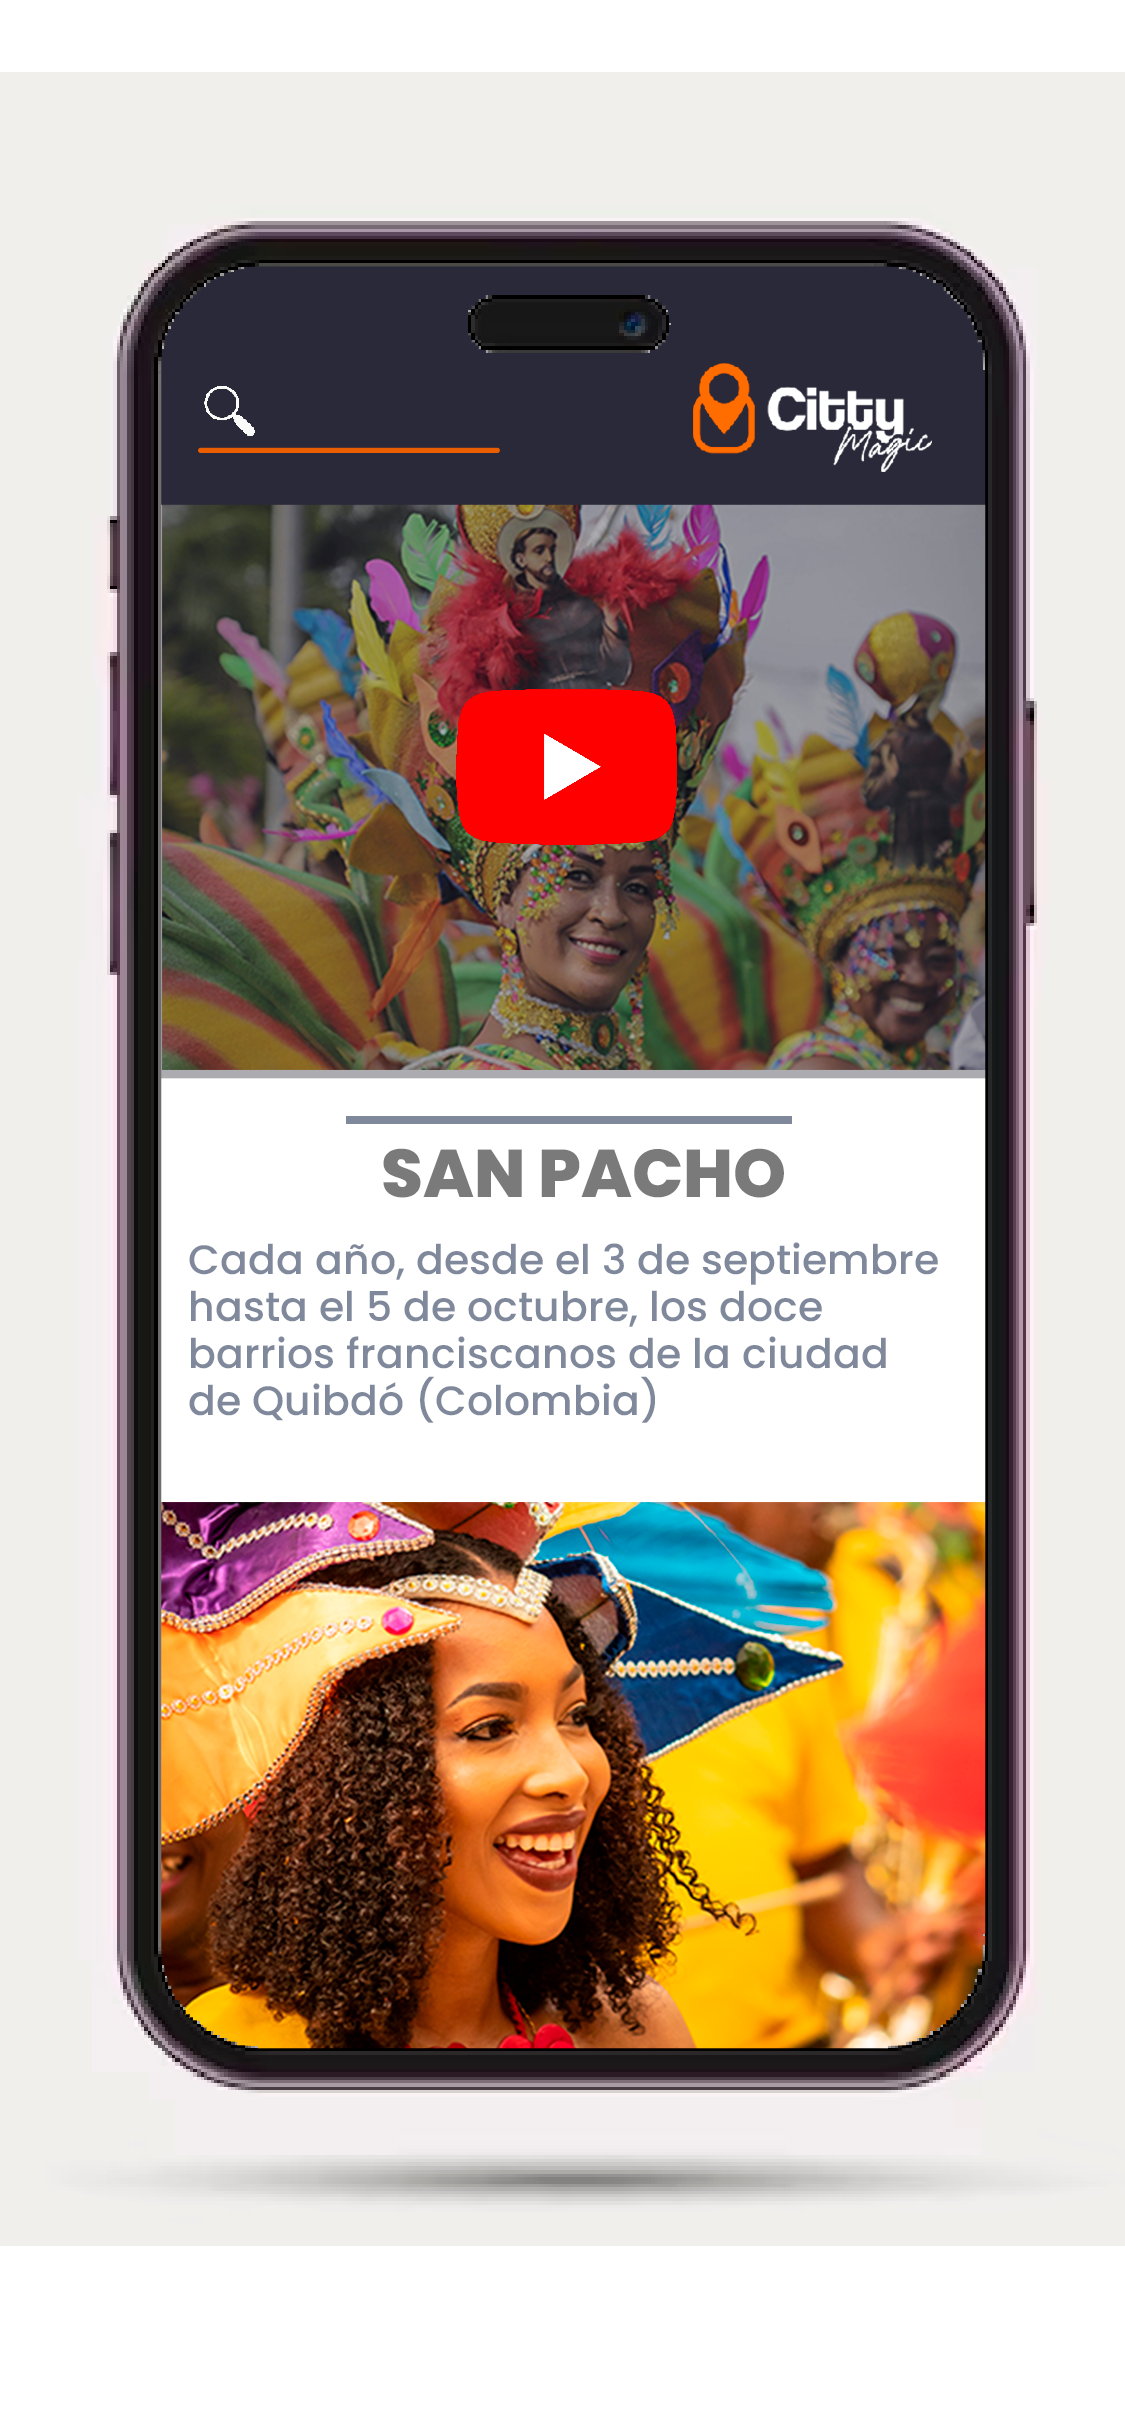 Citty
Magic
SAN PACHO
Cada año, desde el 3 de septiembre
hasta el 5 de octubre, los doce
barrios franciscanos de la ciudad
de Quibdó (Colombia)